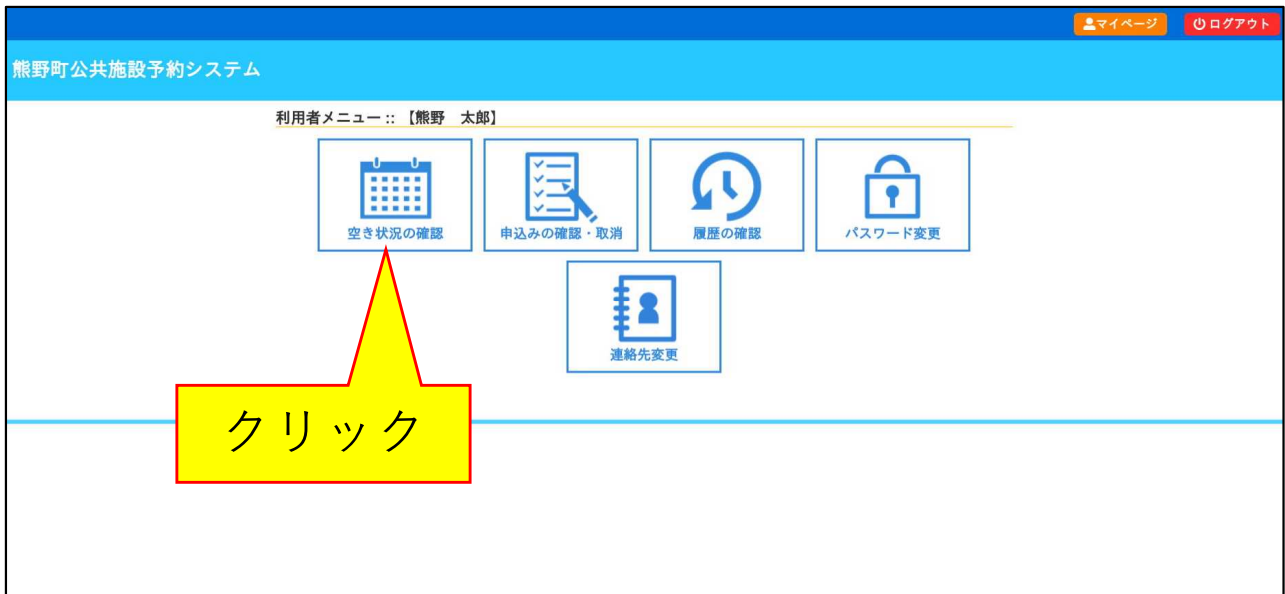 マイページ ログアウト
熊野町公共施設予約システム
利用者メニュー :: 【熊野　太郎】
空き状況の確認 申込みの確認・取消 履歴の確認 パスワード変更
連絡先変更
クリック